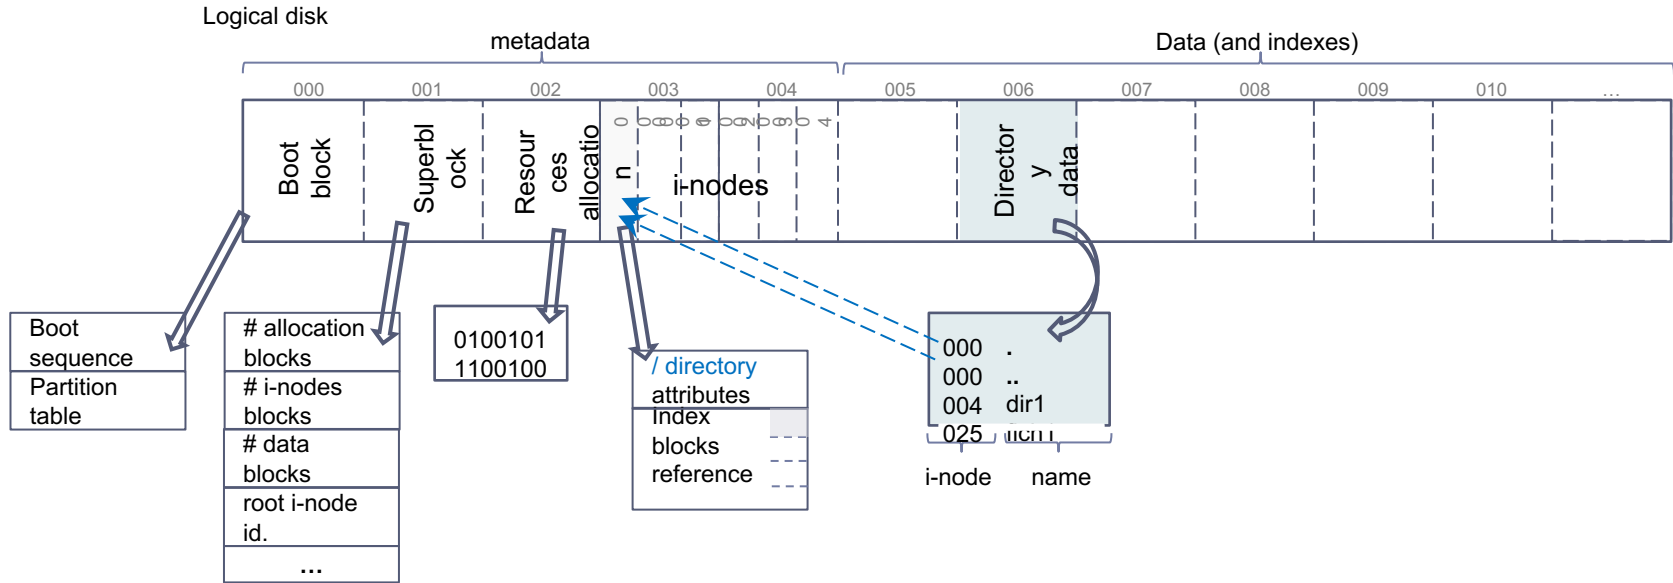 Logical disk
metadata
Data (and indexes)
000 001 002 003 004 005 006 007 008 009 010 ...
Boot
block
Superbl
ock
Resour
ces
allocatio
n
i-nodes
Director
y
data
Boot
sequence
Partition
table
# allocation
blocks
# i-nodes
blocks
# data
blocks
root i-node
id.
...
0100101
1100100
/ directory
attributes
Index
blocks
reference
000 .
000 ..
004 dir1
025 fich1
i-node name